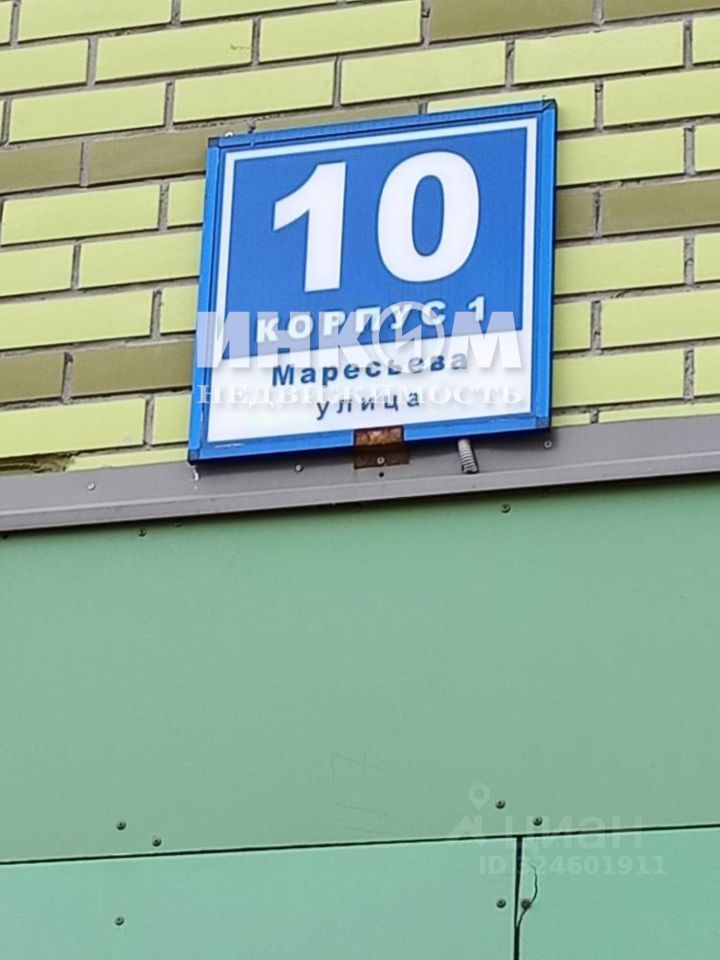 10
КОРПУС 1
ИНКОМ
Маресьева
НЕДВИЖИМОСТЬ
улица
циан
ID 324601911